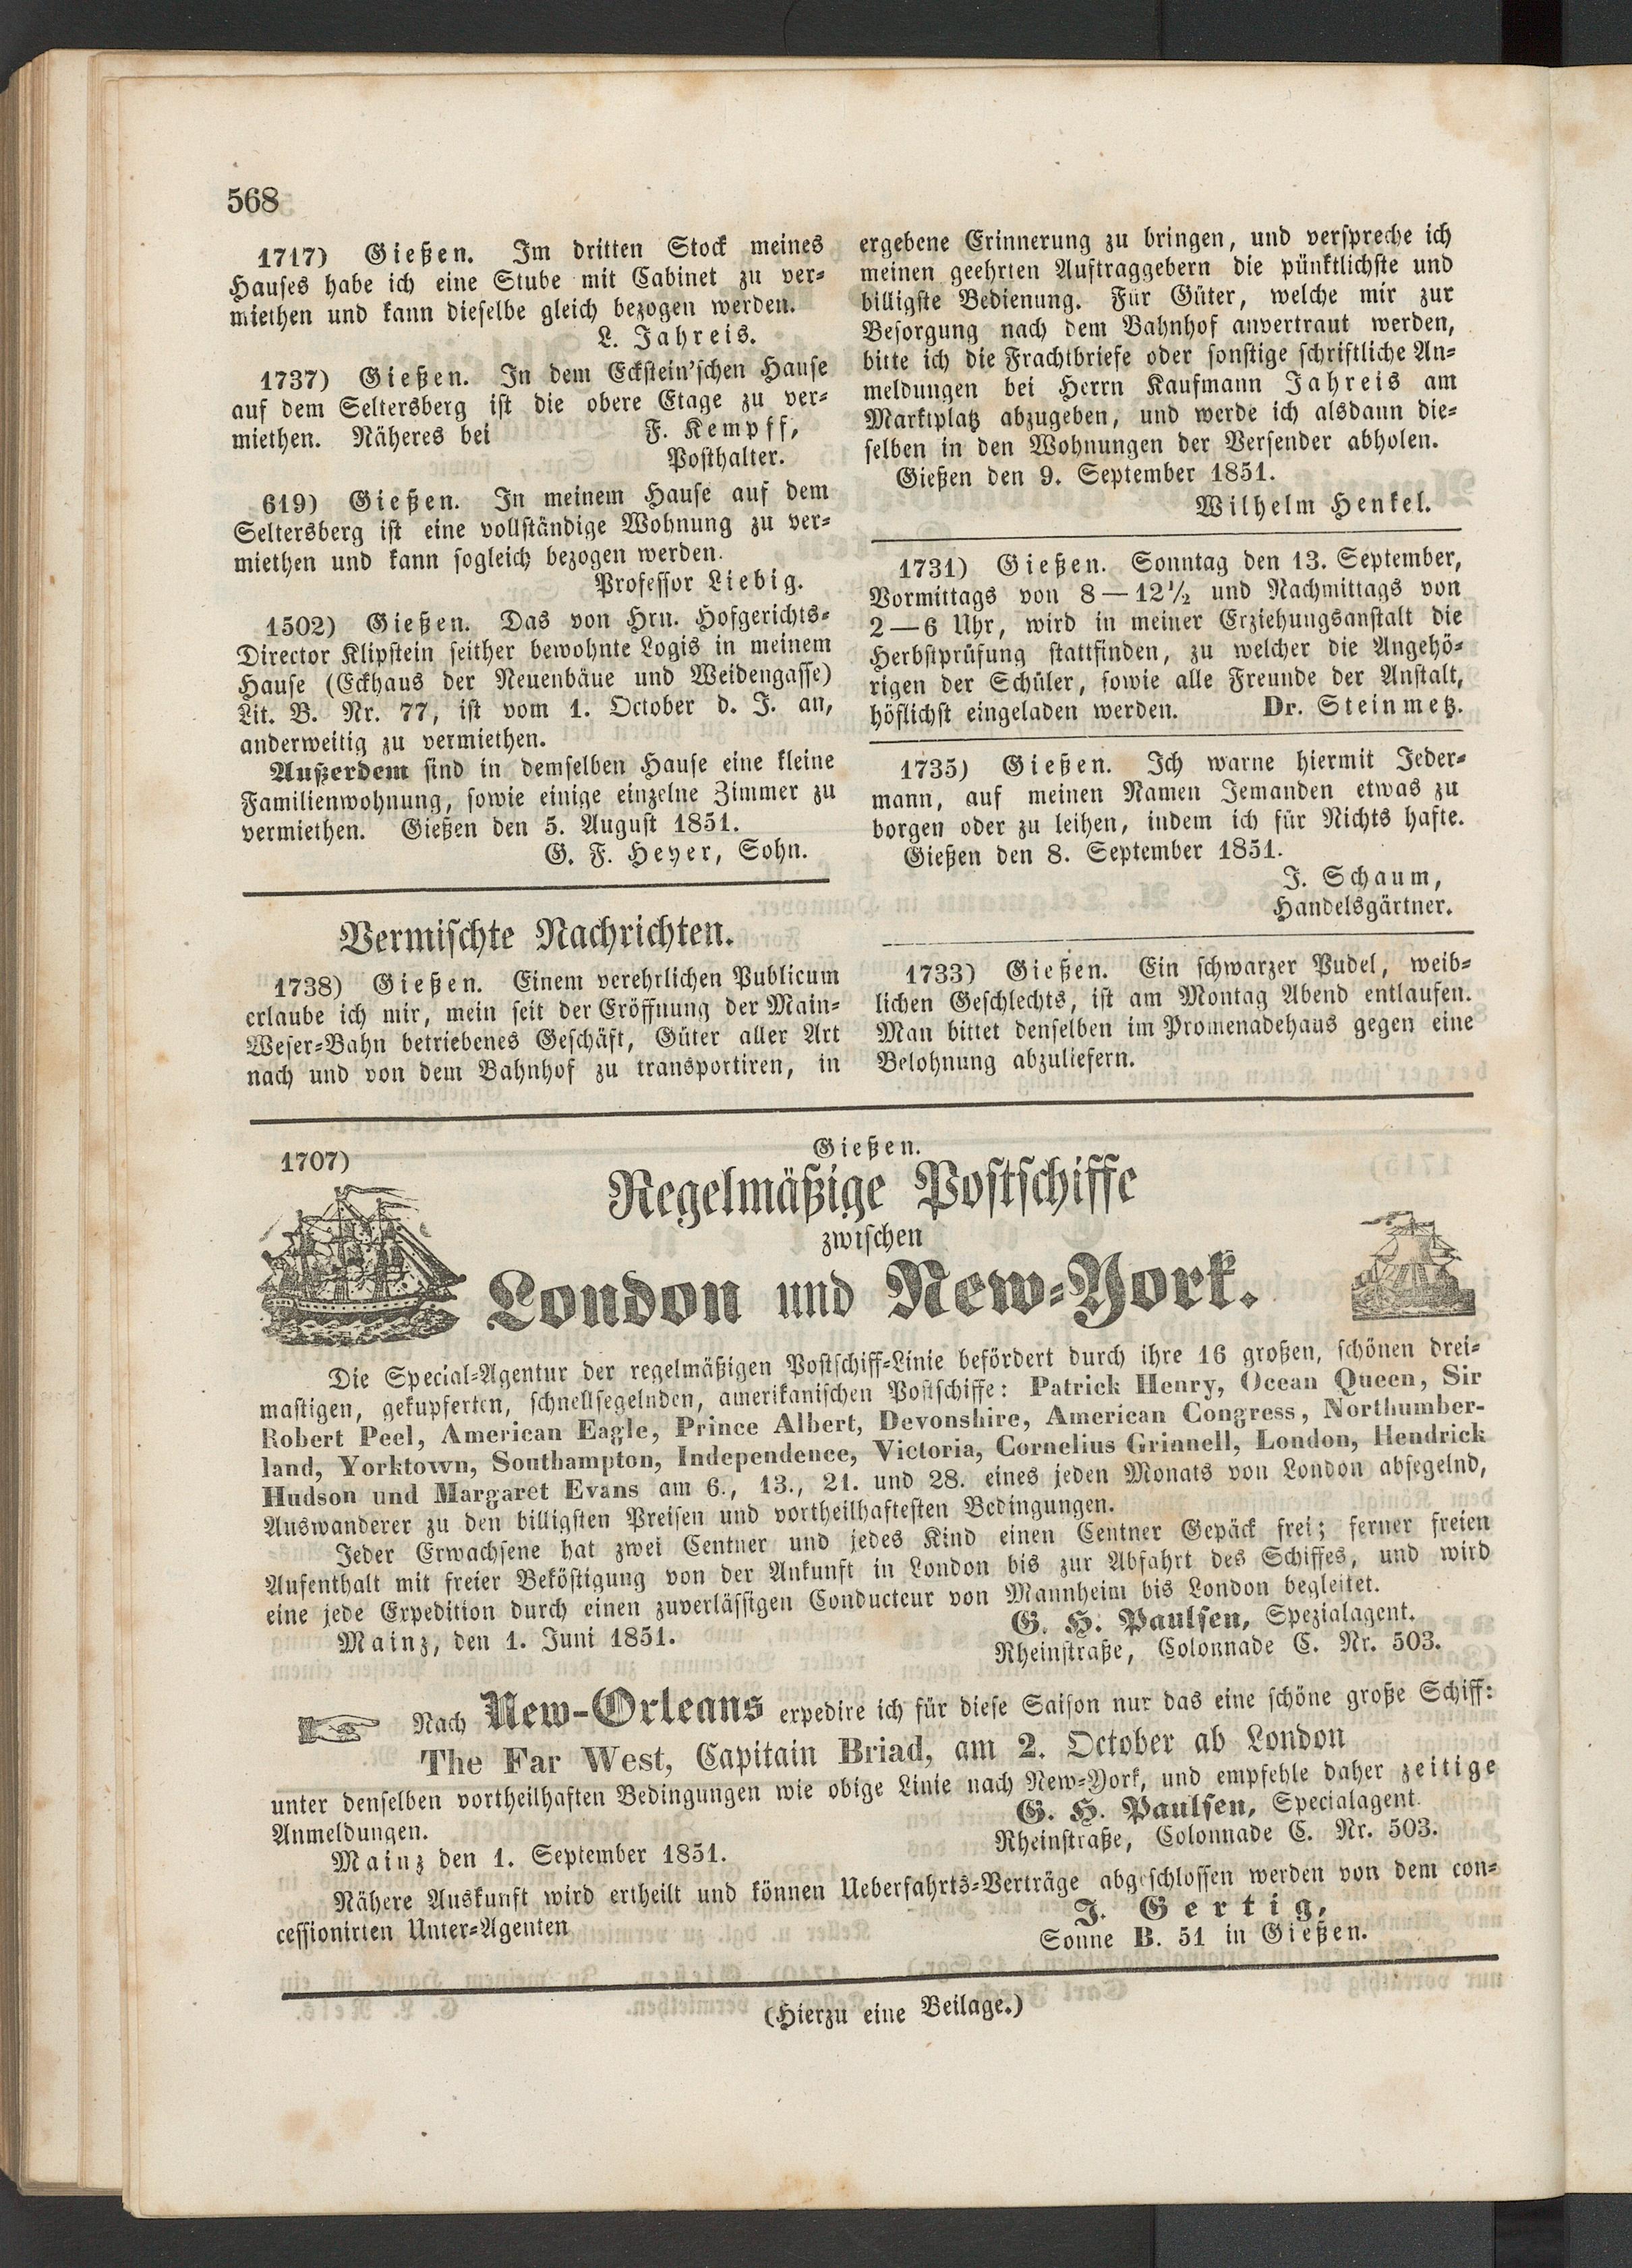 568
1717) Gießen. Im dritten Stock meines
Hauses habe ich eine Stube mit Cabinet zu ver-
miethen und kann dieselbe gleich bezogen werden.
L. Jahreis.
1737) Gießen. In dem Eckstein'schen Hause
auf dem Seltersberg ist die obere Etage zu ver-
miethen. Näheres bei F. Kempff,
Posthalter.
619) Gießen. In meinem Hause auf dem
Seltersberg ist eine vollständige Wohnung zu ver-
miethen und kann sogleich bezogen werden.
Professor Liebig.
1502) Gießen. Das von Hrn. Hofgerichts-
Director Klipstein seither bewohnte Logis in meinem
Hause (Eckhaus der Neuenbäue und Weidengasse)
Lit. B. Nr. 77, ist vom 1. October d. J. an,
anderweitig zu vermiethen.
Außerdem sind in demselben Hause eine kleine
Familienwohnung, sowie einige einzelne Zimmer zu
vermiethen. Gießen den 5. August 1851.
G. F. Heyer, Sohn.
Vermischte Nachrichten.
1738) Gießen. Einem verehrlichen Publicum
erlaube ich mir, mein seit der Eröffnung der Main-
Weser-Bahn betriebenes Geschäft, Güter aller Art
nach und von dem Bahnhof zu transportiren, in
ergebene Erinnerung zu bringen, und verspreche ich
meinen geehrten Auftraggebern die pünktlichste und
billigste Bedienung. Für Güter, welche mir zur
Besorgung nach dem Bahnhof anvertraut werden,
bitte ich die Frachtbriefe oder sonstige schriftliche An-
meldungen bei Herrn Kaufmann Jahreis am
Marktplatz abzugeben, und werde ich alsdann die-
selben in den Wohnungen der Versender abholen.
Gießen den 9. September 1851.
Wilhelm Henkel.
1731) Gießen. Sonntag den 13. September,
Vormittags von 8—12½ und Nachmittags von
2—6 Uhr, wird in meiner Erziehungsanstalt die
Herbstprüfung stattfinden, zu welcher die Angehö-
rigen der Schüler, sowie alle Freunde der Anstalt,
höflichst eingeladen werden. Dr. Steinmetz.
1735) Gießen. Ich warne hiermit Jeder-
mann, auf meinen Namen Jemanden etwas zu
borgen oder zu leihen, indem ich für Nichts hafte.
Gießen den 8. September 1851.
J. Schaum,
Handelsgärtner.
1733) Gießen. Ein schwarzer Pudel, weib-
lichen Geschlechts, ist am Montag Abend entlaufen.
Man bittet denselben im Promenadehaus gegen eine
Belohnung abzuliefern.
1707) Gießen.
Regelmäßige Postschiffe
zwischen
London und New-York.
Die Special-Agentur der regelmäßigen Postschiff-Linie befördert durch ihre 16 großen, schönen drei-
mastigen, gekupferten, schnellsegelnden, amerikanischen Postschiffe: Patrick Henry, Ocean Queen, Sir
Robert Peel, American Eagle, Prince Albert, Devonshire, American Congress, Northumber-
land, Yorktown, Southampton, Independence, Victoria, Cornelius Grinnell, London, Hendrick
Hudson und Margaret Evans am 6., 13., 21. und 28. eines jeden Monats von London absegelnd,
Auswanderer zu den billigsten Preisen und vortheilhaftesten Bedingungen.
Jeder Erwachsene hat zwei Centner und jedes Kind einen Centner Gepäck frei; ferner freien
Aufenthalt mit freier Beköstigung von der Ankunft in London bis zur Abfahrt des Schiffes, und wird
eine jede Expedition durch einen zuverlässigen Conducteur von Mannheim bis London begleitet.
Mainz, den 1. Juni 1851. G. H. Paulsen, Spezialagent.
Rheinstraße, Colonnade C. Nr. 503.
☞ Nach New-Orleans expedire ich für diese Saison nur das eine schöne große Schiff:
The Far West, Capitain Briad, am 2. October ab London
unter denselben vortheilhaften Bedingungen wie obige Linie nach New-York, und empfehle daher zeitige
Anmeldungen. G. H. Paulsen, Specialagent.
Mainz den 1. September 1851. Rheinstraße, Colonnade C. Nr. 503.
Nähere Auskunft wird ertheilt und können Ueberfahrts-Verträge abgeschlossen werden von dem con-
cessionirten Unter-Agenten J. Gertig,
Sonne B. 51 in Gießen.
(Hierzu eine Beilage.)